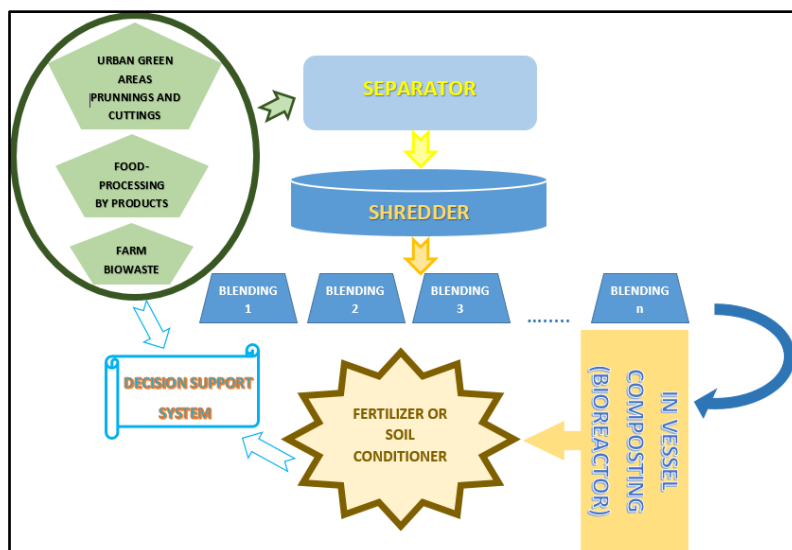 URBAN GREEN
AREAS
PRUNNINGS AND
CUTTINGS
FOOD-
PROCESSING
BY PRODUCTS
FARM
BIOWASTE
SEPARATOR
SHREDDER
BLENDING
1
BLENDING
2
BLENDING
3
........
BLENDING
n
IN VESSEL
COMPOSTING
(BIOREACTOR)
FERTILIZER OR
SOIL
CONDITIONER
DECISION SUPPORT
SYSTEM